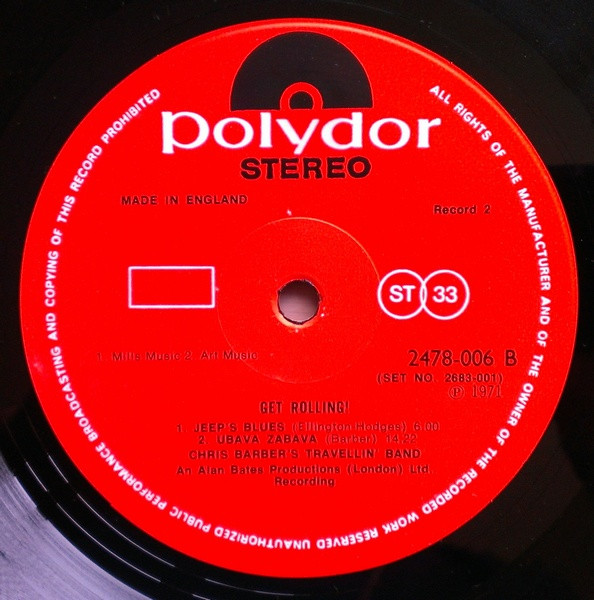 polydor
STEREO
MADE IN ENGLAND
Record 2
ST 33
1. Mills Music 2. Art Music
2478-006 B
(SET NO. 2683-001)
℗ 1971
GET ROLLING!
1. JEEP'S BLUES (Ellington/Hodges) 6.00
2. UBAVA ZABAVA (Barber) 14.22
CHRIS BARBER'S TRAVELLIN' BAND
An Alan Bates Productions (London) Ltd.
Recording
ALL RIGHTS OF THE MANUFACTURER AND OF THE OWNER OF THE RECORDED WORK RESERVED UNAUTHORIZED PUBLIC PERFORMANCE BROADCASTING AND COPYING OF THIS RECORD PROHIBITED